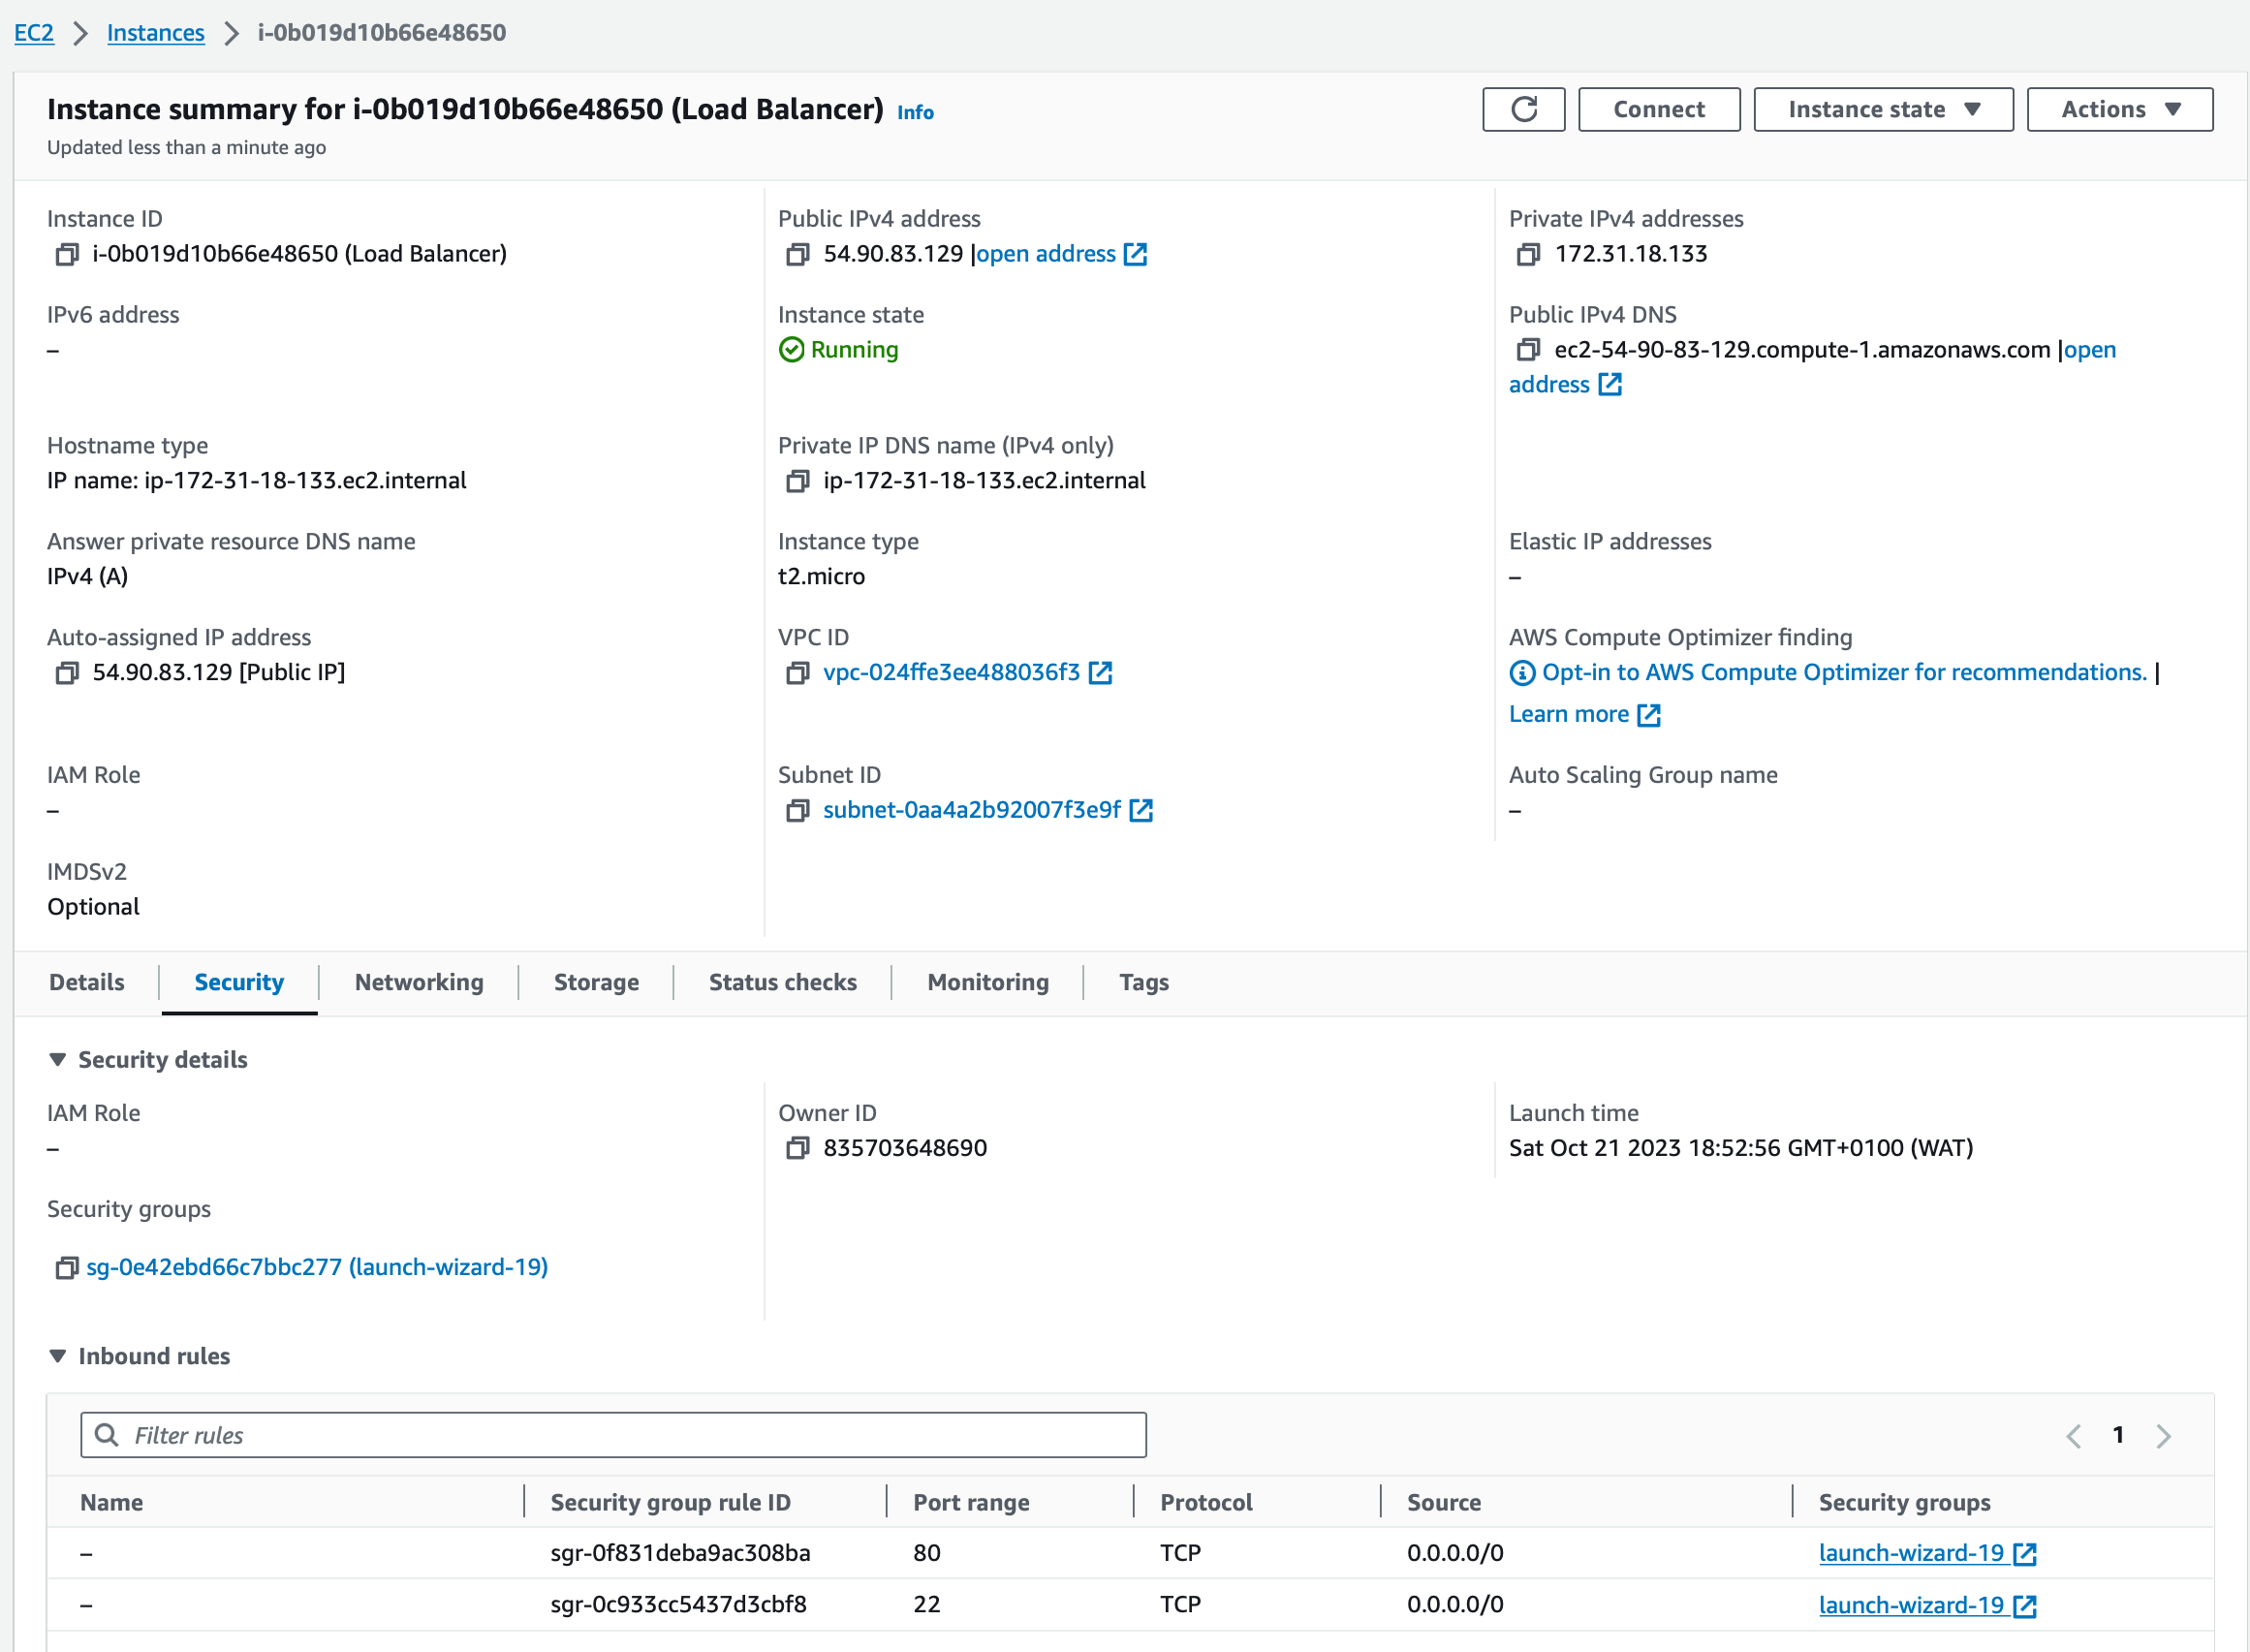 EC2 > Instances > i-0b019d10b66e48650
Instance summary for i-0b019d10b66e48650 (Load Balancer) Info
Updated less than a minute ago
Connect
Instance state
Actions
Instance ID
i-0b019d10b66e48650 (Load Balancer)
Public IPv4 address
54.90.83.129 |open address
Private IPv4 addresses
172.31.18.133
IPv6 address
–
Instance state
Running
Public IPv4 DNS
ec2-54-90-83-129.compute-1.amazonaws.com |open
address
Hostname type
IP name: ip-172-31-18-133.ec2.internal
Private IP DNS name (IPv4 only)
ip-172-31-18-133.ec2.internal
Answer private resource DNS name
IPv4 (A)
Instance type
t2.micro
Elastic IP addresses
–
Auto-assigned IP address
54.90.83.129 [Public IP]
VPC ID
vpc-024ffe3ee488036f3
AWS Compute Optimizer finding
Opt-in to AWS Compute Optimizer for recommendations. |
Learn more
IAM Role
–
Subnet ID
subnet-0aa4a2b92007f3e9f
Auto Scaling Group name
–
IMDSv2
Optional
Details
Security
Networking
Storage
Status checks
Monitoring
Tags
Security details
IAM Role
–
Owner ID
835703648690
Launch time
Sat Oct 21 2023 18:52:56 GMT+0100 (WAT)
Security groups
sg-0e42ebd66c7bbc277 (launch-wizard-19)
Inbound rules
Filter rules
1
Name Security group rule ID Port range Protocol Source Security groups
– sgr-0f831deba9ac308ba 80 TCP 0.0.0.0/0 launch-wizard-19
– sgr-0c933cc5437d3cbf8 22 TCP 0.0.0.0/0 launch-wizard-19